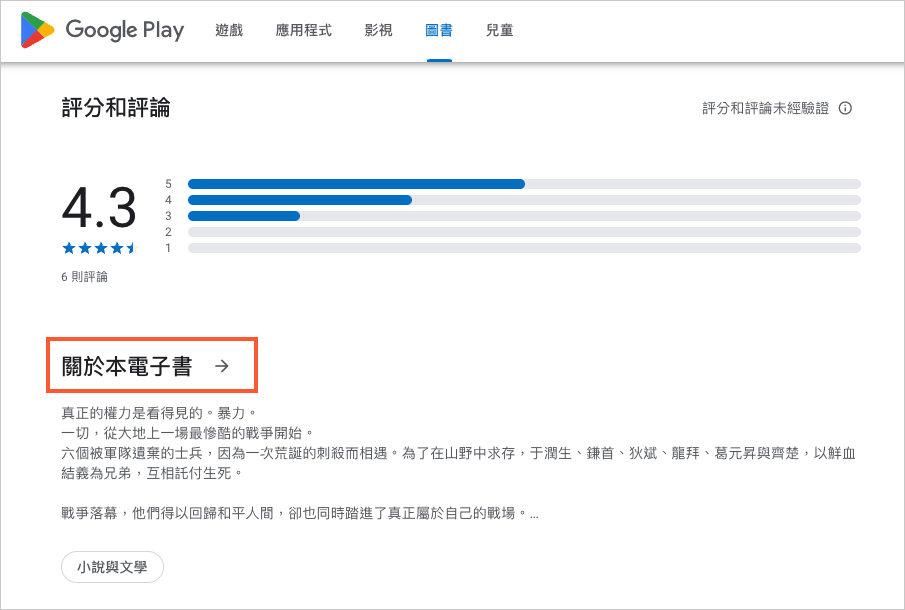 Google Play 遊戲 應用程式 影視 圖書 兒童
評分和評論 評分和評論未經驗證
4.3
5
4
3
2
1
6 則評論
關於本電子書 →
真正的權力是看得見的。暴力。
一切，從大地上一場最慘酷的戰爭開始。
六個被軍隊遺棄的士兵，因為一次荒誕的刺殺而相遇。為了在山野中求存，于潤生、鎌首、狄斌、龍拜、葛元昇與齊楚，以鮮血
結義為兄弟，互相託付生死。
戰爭落幕，他們得以回歸和平人間，卻也同時踏進了真正屬於自己的戰場。...
小說與文學